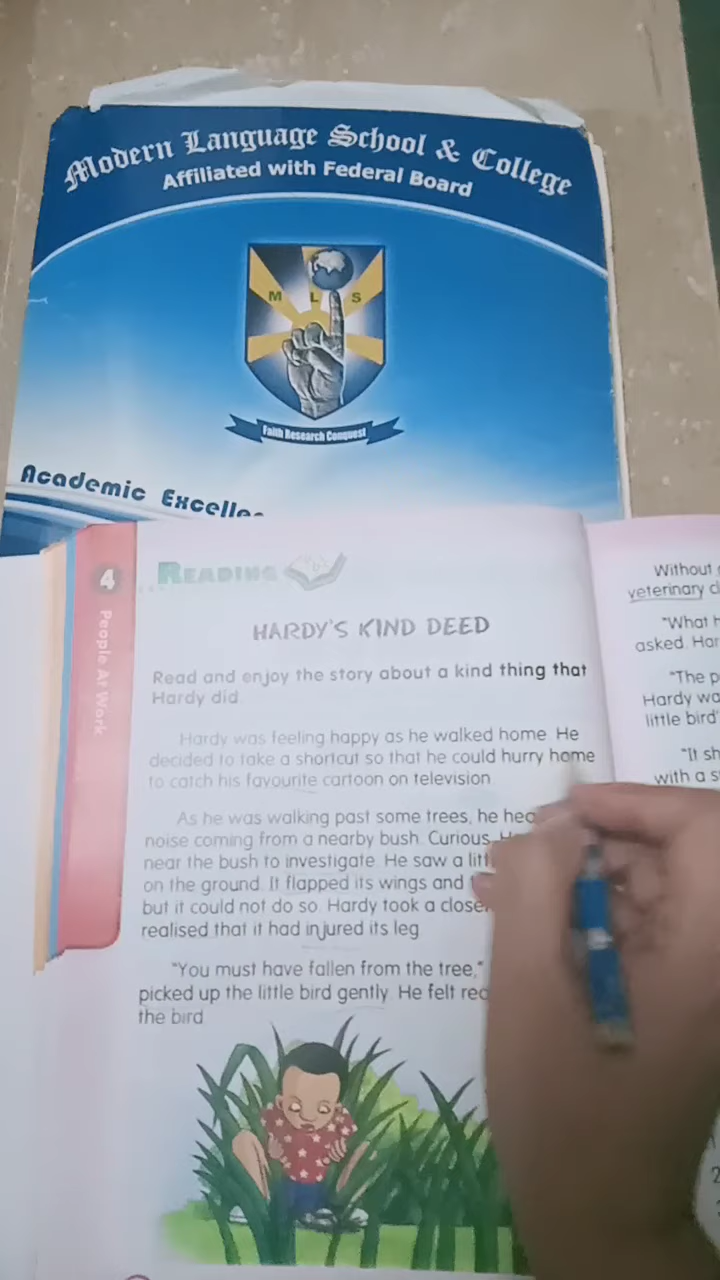 Modern Language School & College
Affiliated with Federal Board
M L S
Faith Research Conquest
Academic
4
People At Work
READING
HARDY'S KIND DEED
Read and enjoy the story about a kind thing that
Hardy did.
Hardy was feeling happy as he walked home. He
decided to take a shortcut so that he could hurry home
to catch his favourite cartoon on television.
As he was walking past some trees, he
noise coming from a nearby bush. Curious,
near the bush to investigate. He saw a
on the ground. It flapped its wings and
but it could not do so. Hardy took a
realised that it had injured its leg.
"You must have fallen from the tree,"
picked up the little bird gently. He felt
the bird.
Without
veterinary
"What
asked.
"The
Hardy
little
"It
with a